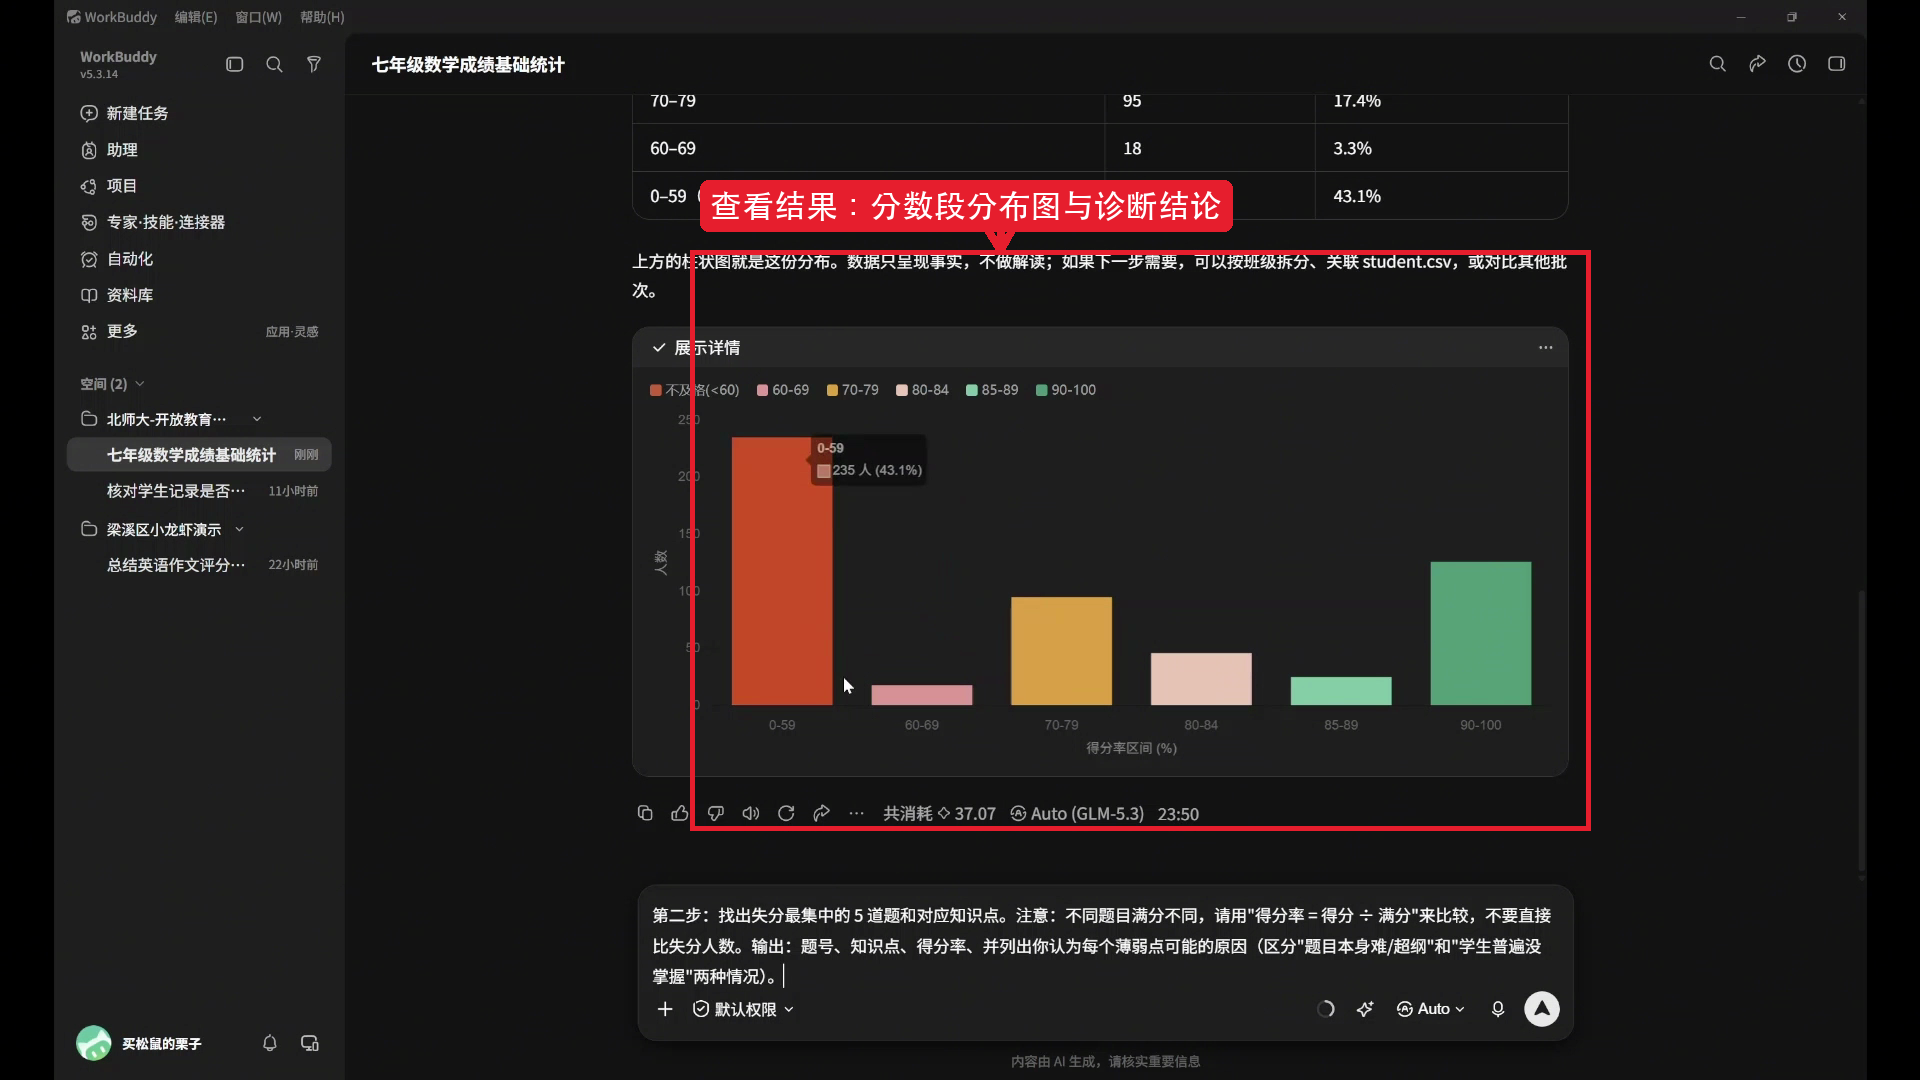 WorkBuddy 编辑(E) 窗口(W) 帮助(H)
WorkBuddy
v5.3.14
新建任务
助理
项目
专家·技能·连接器
自动化
资料库
更多 应用·灵感
空间 (2)
北师大-开放教育…
七年级数学成绩基础统计 刚刚
核对学生记录是否… 11小时前
梁溪区小龙虾演示
总结英语作文评分… 22小时前
买松鼠的栗子
七年级数学成绩基础统计
70–79 95 17.4%
60–69 18 3.3%
0–59 43.1%
查看结果：分数段分布图与诊断结论
上方的柱状图就是这份分布。数据只呈现事实，不做解读；如果下一步需要，可以按班级拆分、关联 student.csv，或对比其他批
次。
展示详情
不及格(<60) 60-69 70-79 80-84 85-89 90-100
250
200
150
100
50
0
人数
0-59
235 人 (43.1%)
0-59 60-69 70-79 80-84 85-89 90-100
得分率区间 (%)
共消耗 37.07 Auto (GLM-5.3) 23:50
第二步：找出失分最集中的 5 道题和对应知识点。注意：不同题目满分不同，请用"得分率 = 得分 ÷ 满分"来比较，不要直接
比失分人数。输出：题号、知识点、得分率、并列出你认为每个薄弱点可能的原因（区分"题目本身难/超纲"和"学生普遍没
掌握"两种情况）。
默认权限 Auto
内容由 AI 生成，请核实重要信息